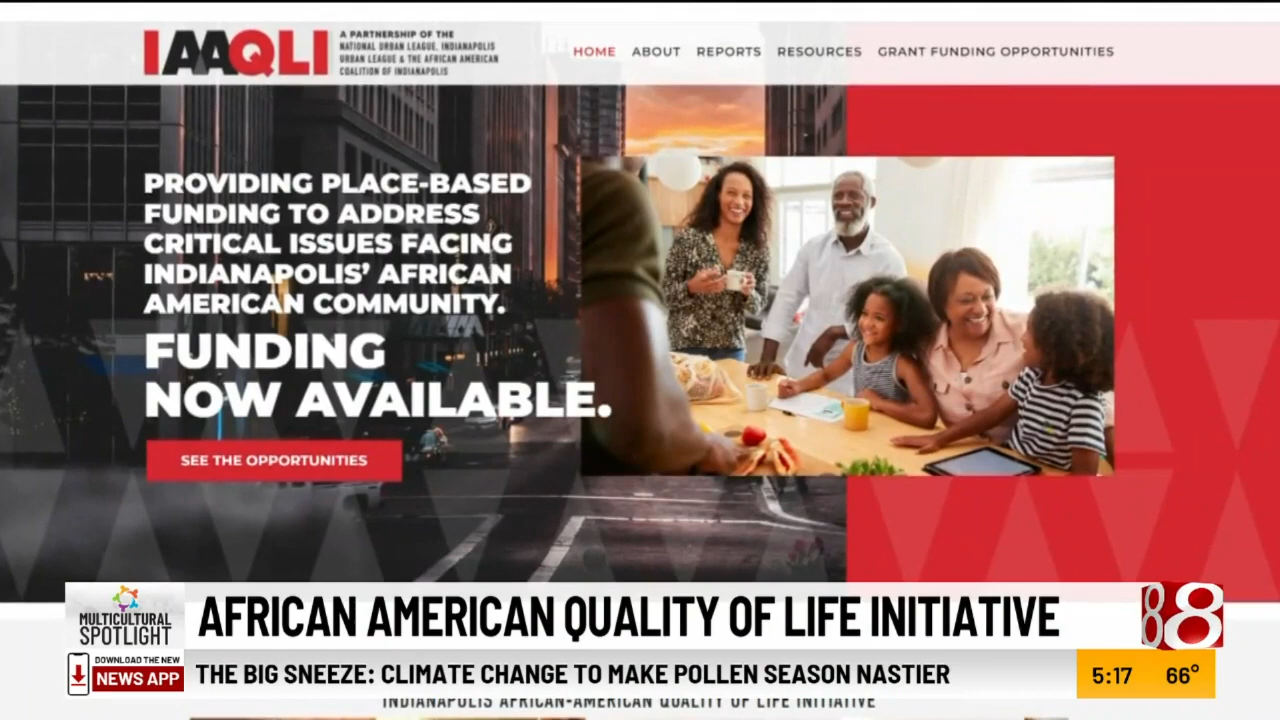 IAAQLI
A PARTNERSHIP OF THE
NATIONAL URBAN LEAGUE, INDIANAPOLIS
URBAN LEAGUE & THE AFRICAN AMERICAN
COALITION OF INDIANAPOLIS
HOME ABOUT REPORTS RESOURCES GRANT FUNDING OPPORTUNITIES
PROVIDING PLACE-BASED
FUNDING TO ADDRESS
CRITICAL ISSUES FACING
INDIANAPOLIS' AFRICAN
AMERICAN COMMUNITY.
FUNDING
NOW AVAILABLE.
SEE THE OPPORTUNITIES
MULTICULTURAL
SPOTLIGHT
AFRICAN AMERICAN QUALITY OF LIFE INITIATIVE
8
DOWNLOAD THE NEW
NEWS APP
THE BIG SNEEZE: CLIMATE CHANGE TO MAKE POLLEN SEASON NASTIER
5:17 66°
INDIANAPOLIS AFRICAN-AMERICAN QUALITY OF LIFE INITIATIVE